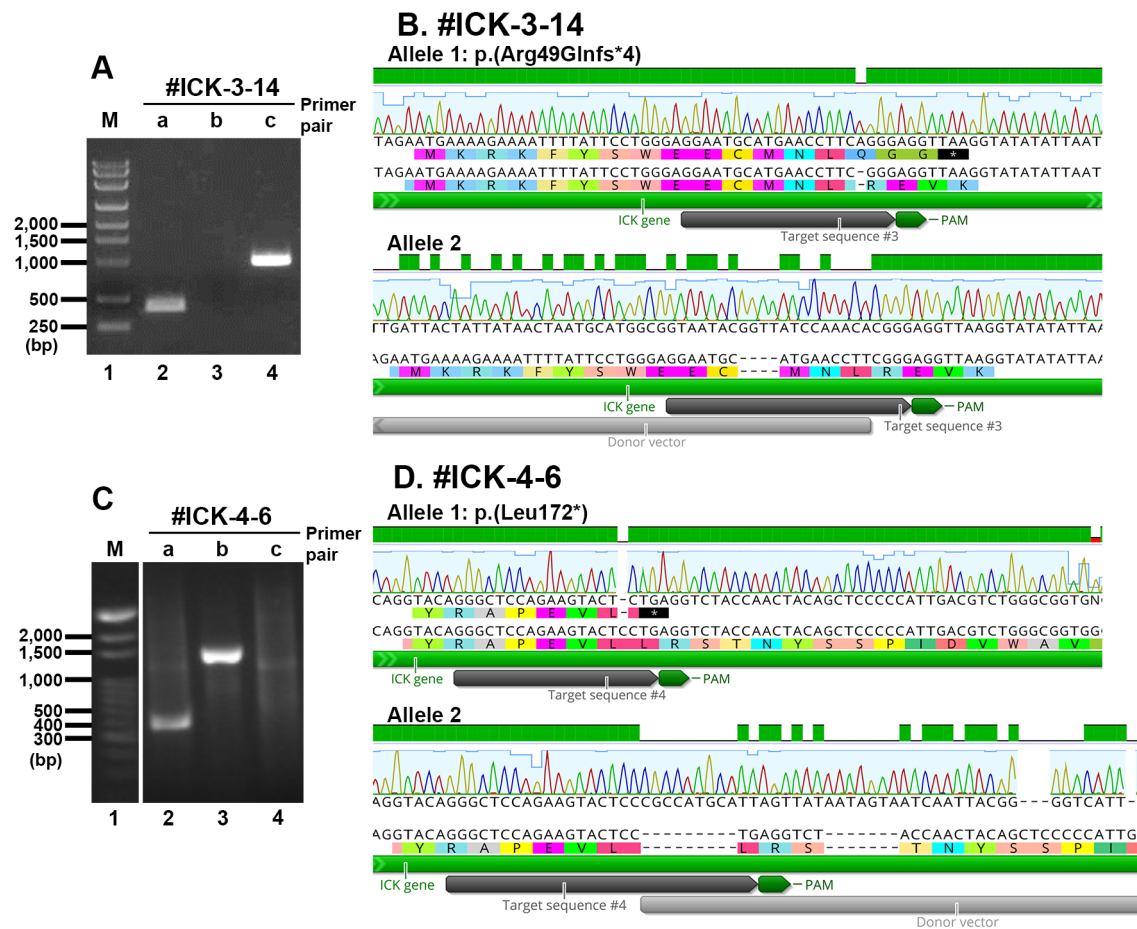 A
#ICK-3-14
Primer
pair
M a b c
2,000
1,500
1,000
500
250
(bp)
1 2 3 4
B. #ICK-3-14
Allele 1: p.(Arg49Glnfs*4)
TAGAATGAAAAGAAAATTTTATTCCTGGGAGGAATGCATGAACCTTCAGGGAGGTTAAGGTATATATTAAT
M K R K F Y S W E E C M N L Q G G *
TAGAATGAAAAGAAAATTTTATTCCTGGGAGGAATGCATGAACCTTC-GGGAGGTTAAGGTATATATTAAT
M K R K F Y S W E E C M N L - R E V K
ICK gene
PAM
Target sequence #3
Allele 2
TTGATTACTATTATAACTAATGCATGGCGGTAATACGGTTATCCAAACACGGGAGGTTAAGGTATATATTAA
AGAATGAAAAGAAAATTTTATTCCTGGGAGGAATGC----ATGAACCTTCGGGAGGTTAAGGTATATATTAA
M K R K F Y S W E E C ---- M N L R E V K
ICK gene
PAM
Target sequence #3
Donor vector
C
#ICK-4-6
Primer
pair
M a b c
2,000
1,500
1,000
500
400
300
(bp)
1 2 3 4
D. #ICK-4-6
Allele 1: p.(Leu172*)
CAGGTACAGGGCTCCAGAAGTACT-CTGAGGTCTACCAACTACAGCTCCCCCATTGACGTCTGGGCGGTGN
Y R A P E V L - *
CAGGTACAGGGCTCCAGAAGTACTCCTGAGGTCTACCAACTACAGCTCCCCCATTGACGTCTGGGCGGTGG
Y R A P E V L L R S T N Y S S P I D V W A V
ICK gene
PAM
Target sequence #4
Allele 2
AGGTACAGGGCTCCAGAAGTACTCCCGCCATGCATTAGTTATAATAGTAATCAATTACGG---GGTCATT-
AGGTACAGGGCTCCAGAAGTACTCC---------TGAGGTCT-------ACCAACTACAGCTCCCCCATTG
Y R A P E V L --------- L R S ------- T N Y S S P I
ICK gene
PAM
Target sequence #4
Donor vector